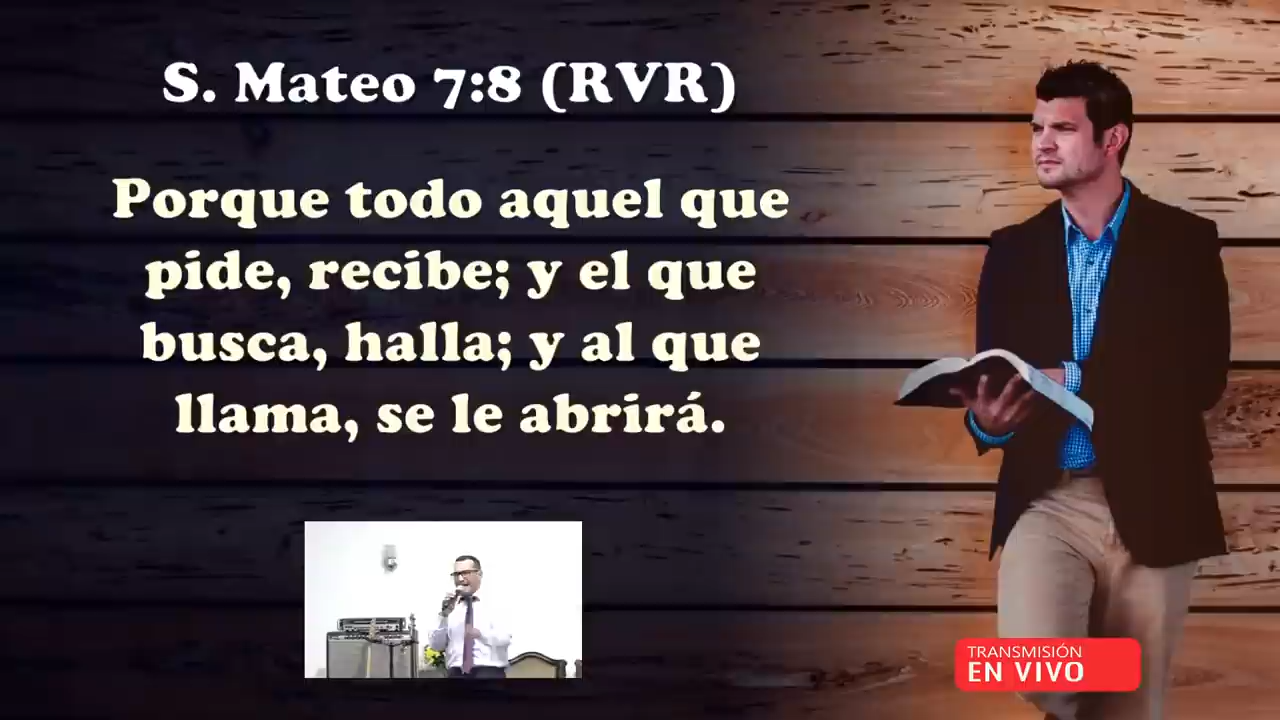 S. Mateo 7:8 (RVR)
Porque todo aquel que
pide, recibe; y el que
busca, halla; y al que
llama, se le abrirá.
TRANSMISIÓN
EN VIVO